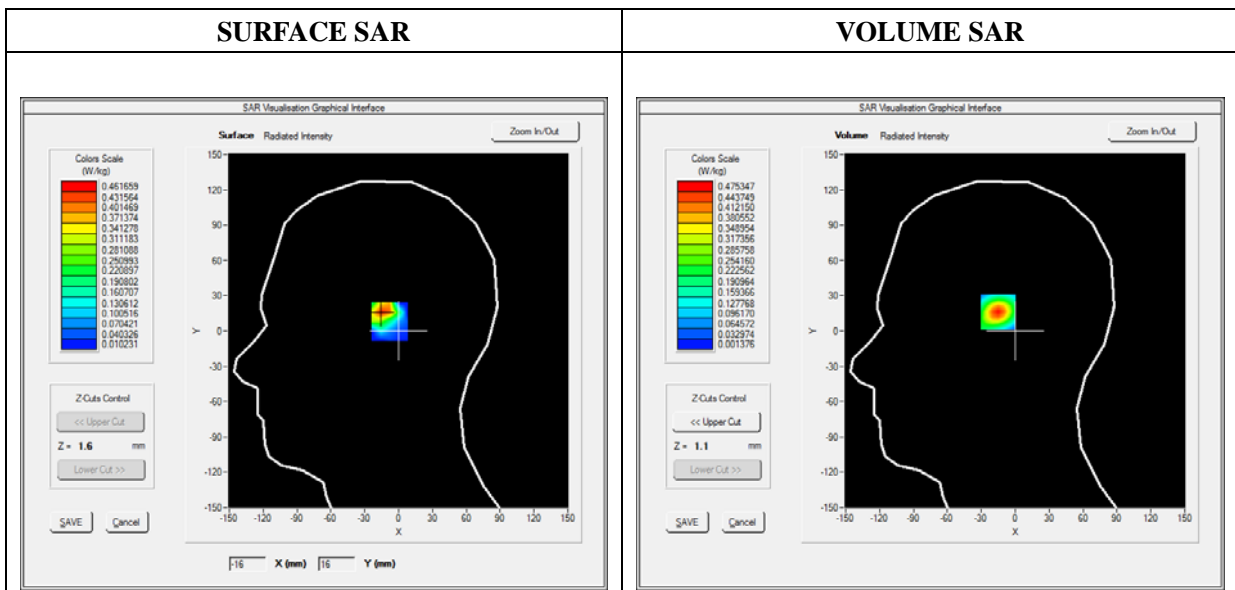 SURFACE SAR
VOLUME SAR
SAR Visualisation Graphical Interface
Surface Radiated Intensity
Zoom In/Out
Colors Scale
(W/kg)
0.461659
0.431564
0.401469
0.371374
0.341278
0.311183
0.281088
0.250993
0.220897
0.190802
0.160707
0.130612
0.100516
0.070421
0.040326
0.010231
150
120
90
60
30
0
-30
-60
-90
-120
-150
Y
-150 -120 -90 -60 -30 0 30 60 90 120 150
X
Z-Cuts Control
<< Upper Cut
Z = 1.6 mm
Lower Cut >>
SAVE Cancel
-16 X (mm) 16 Y (mm)
SAR Visualisation Graphical Interface
Volume Radiated Intensity
Zoom In/Out
Colors Scale
(W/kg)
0.475347
0.443749
0.412150
0.380552
0.348954
0.317356
0.285758
0.254160
0.222562
0.190964
0.159366
0.127768
0.096170
0.064572
0.032974
0.001376
150
120
90
60
30
0
-30
-60
-90
-120
-150
Y
-150 -120 -90 -60 -30 0 30 60 90 120 150
X
Z-Cuts Control
<< Upper Cut
Z = 1.1 mm
Lower Cut >>
SAVE Cancel